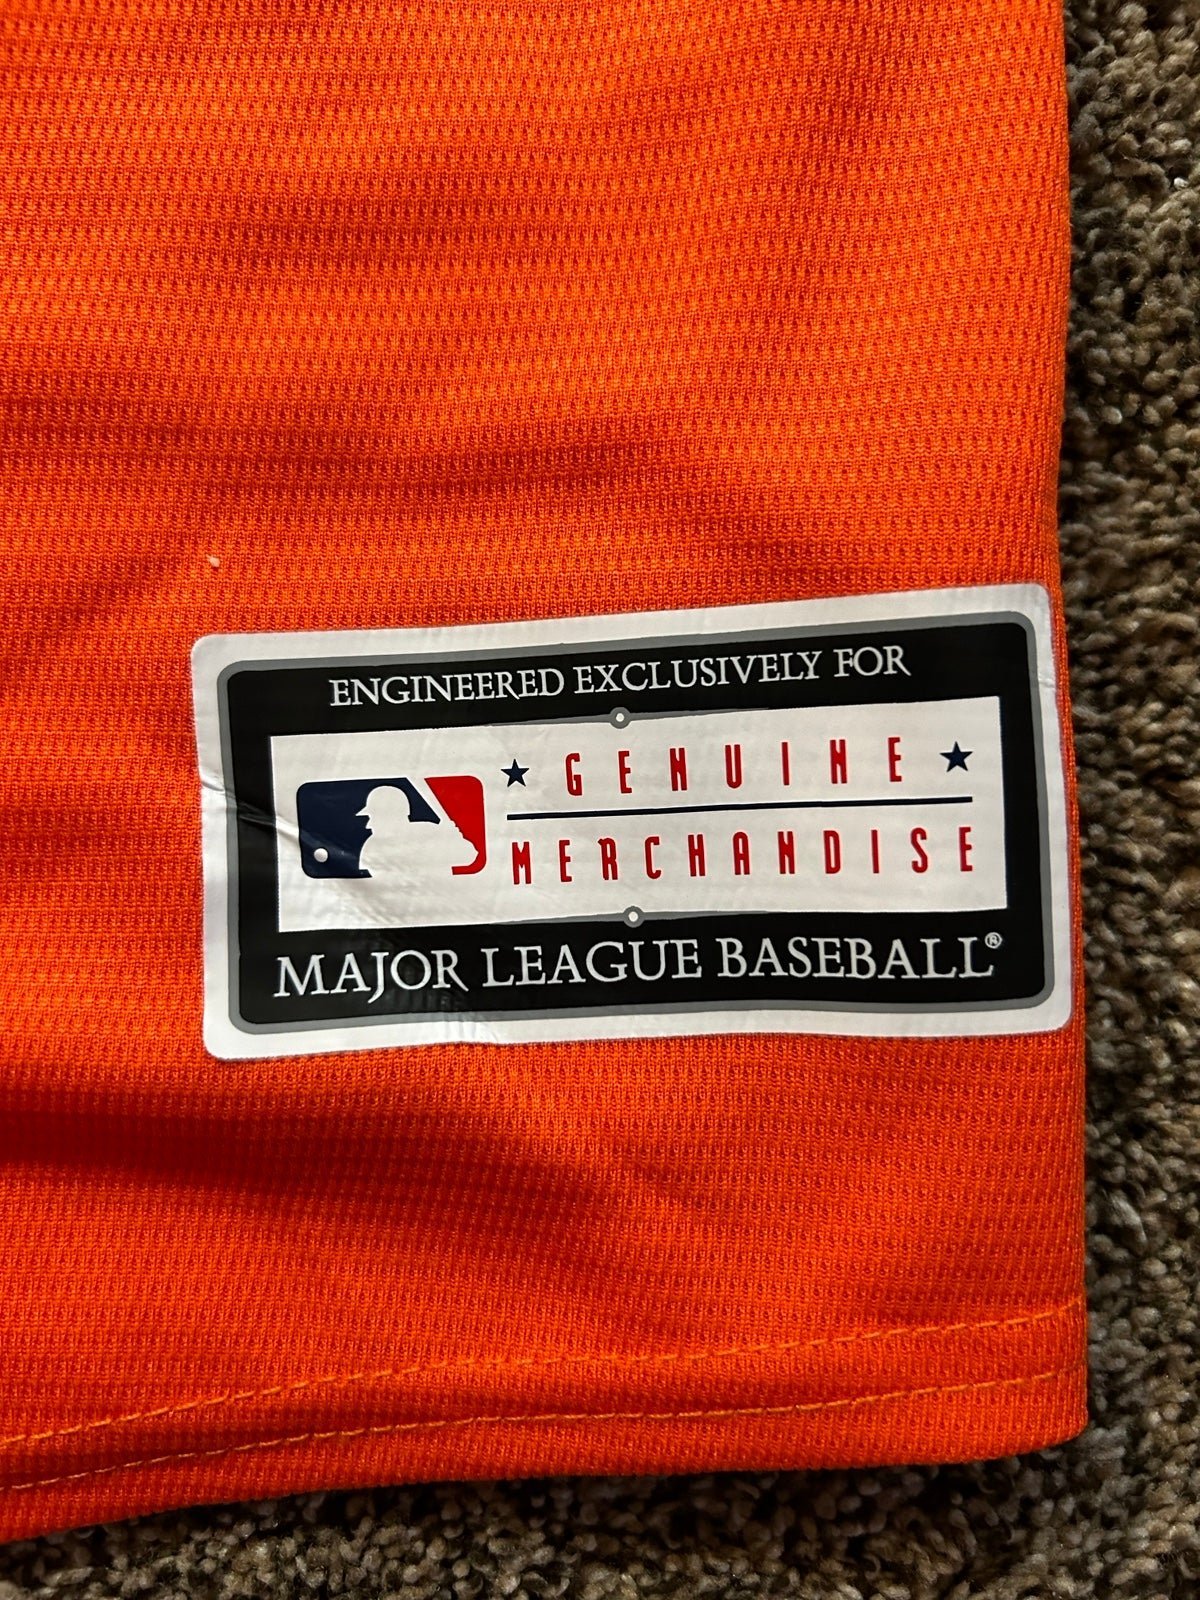 ENGINEERED EXCLUSIVELY FOR
★ GENUINE ★
MERCHANDISE
MAJOR LEAGUE BASEBALL®